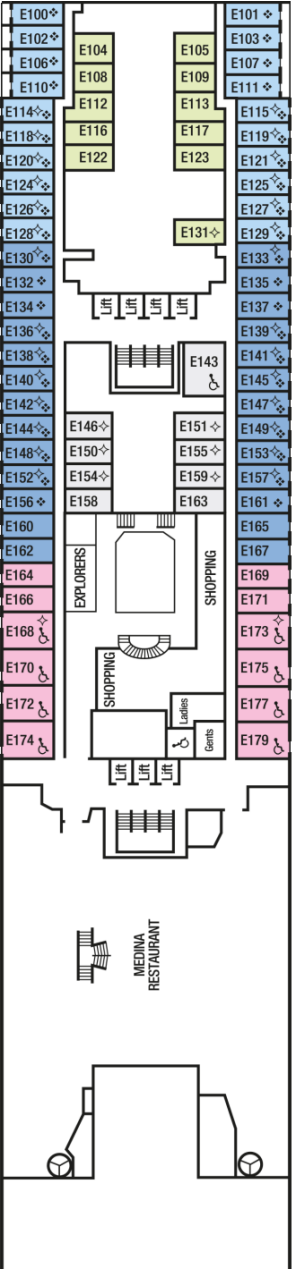 E100
E101
E102
E104
E105
E103
E106
E108
E109
E107
E110
E112
E113
E111
E114
E115
E118
E116
E117
E119
E120
E122
E123
E121
E124
E125
E126
E127
E128
E131
E129
E130
E133
E132
E135
E134
Lift
Lift
Lift
Lift
E137
E136
E139
E138
E143
E141
E140
E145
E142
E147
E144
E146
E151
E149
E148
E150
E155
E153
E152
E154
E159
E157
E156
E158
E163
E161
E160
E165
E162
E167
EXPLORERS
SHOPPING
E164
E169
E166
E171
E168
E173
E170
SHOPPING
E175
E172
Ladies
E177
E174
Gents
E179
Lift
Lift
Lift
MEDINA
RESTAURANT